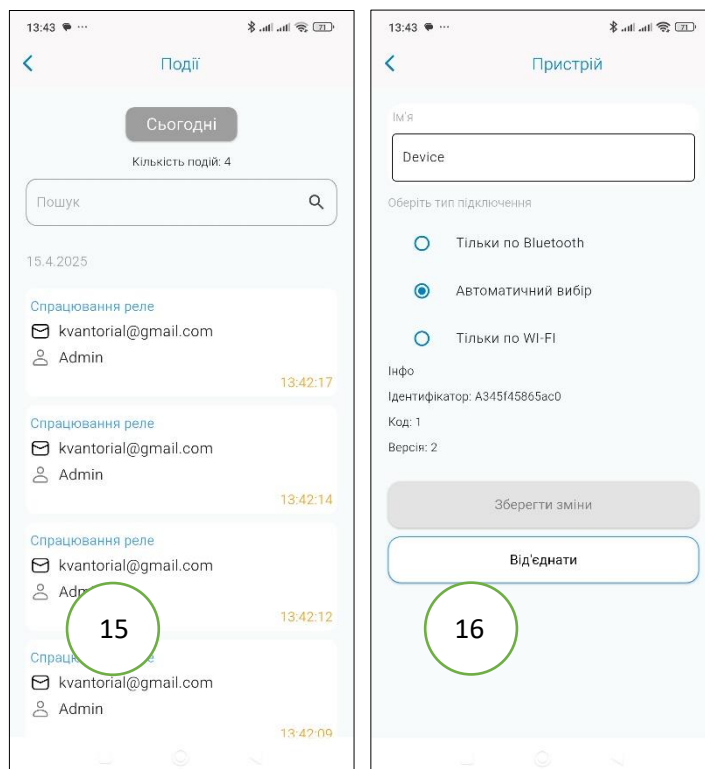 13:43
71
Події
Сьогодні
Кількість подій: 4
Пошук
15.4.2025
Спрацювання реле
kvantorial@gmail.com
Admin
13:42:17
Спрацювання реле
kvantorial@gmail.com
Admin
13:42:14
Спрацювання реле
kvantorial@gmail.com
13:42:12
kvantorial@gmail.com
Admin
13:42:09
15
13:43
71
Пристрій
Ім'я
Device
Оберіть тип підключення
Тільки по Bluetooth
Автоматичний вибір
Тільки по WI-FI
Інфо
Ідентифікатор: A345f45865ac0
Код: 1
Версія: 2
Зберегти зміни
Від'єднати
16